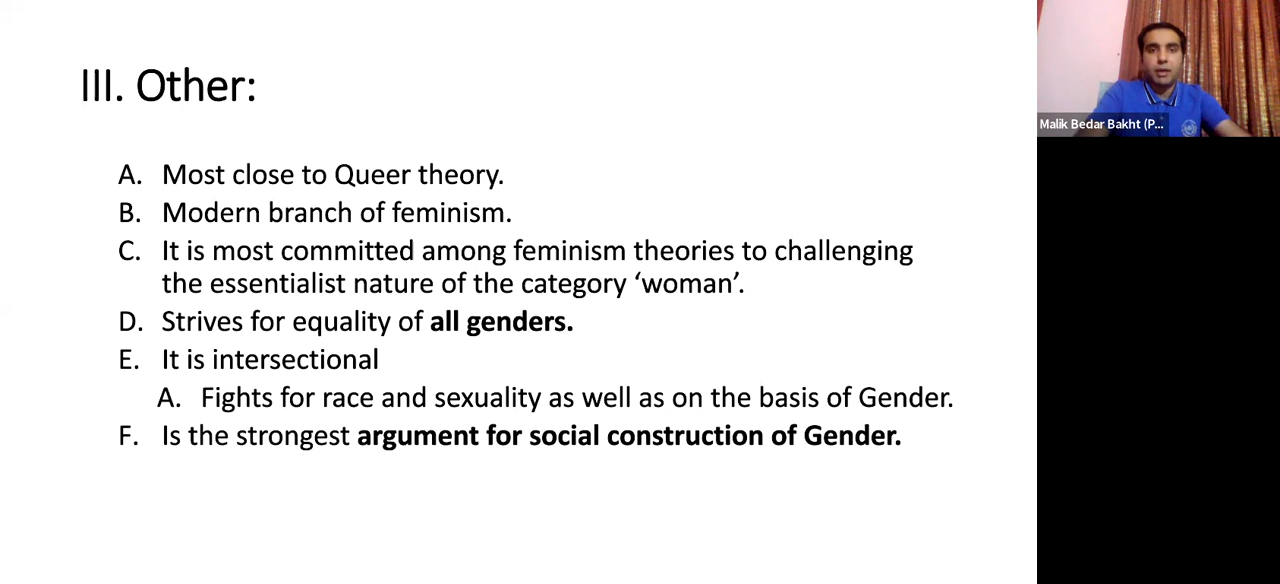 III. Other:
A. Most close to Queer theory.
B. Modern branch of feminism.
C. It is most committed among feminism theories to challenging
the essentialist nature of the category ‘woman’.
D. Strives for equality of all genders.
E. It is intersectional
A. Fights for race and sexuality as well as on the basis of Gender.
F. Is the strongest argument for social construction of Gender.
Malik Bedar Bakht (P...